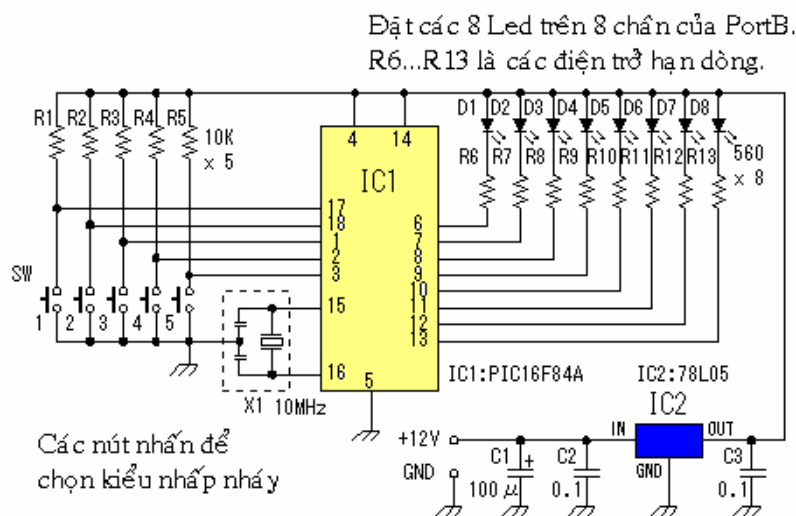 Đặt các 8 Led trên 8 chân của PortB.
R6...R13 là các điện trở hạn dòng.
R1 R2 R3 R4 R5
10K
x 5
4 14
IC1
D1 D2 D3 D4 D5 D6 D7 D8
R6 R7 R8 R9 R10 R11 R12 R13
560
x 8
17
18
1
2
3
15
16
5
6
7
8
9
10
11
12
13
SW
1 2 3 4 5
X1 10MHz
IC1:PIC16F84A IC2:78L05
IC2
IN OUT
GND
+12V
GND
C1 +
100 μ
C2
0.1
C3
0.1
Các nút nhấn để
chọn kiểu nhấp nháy